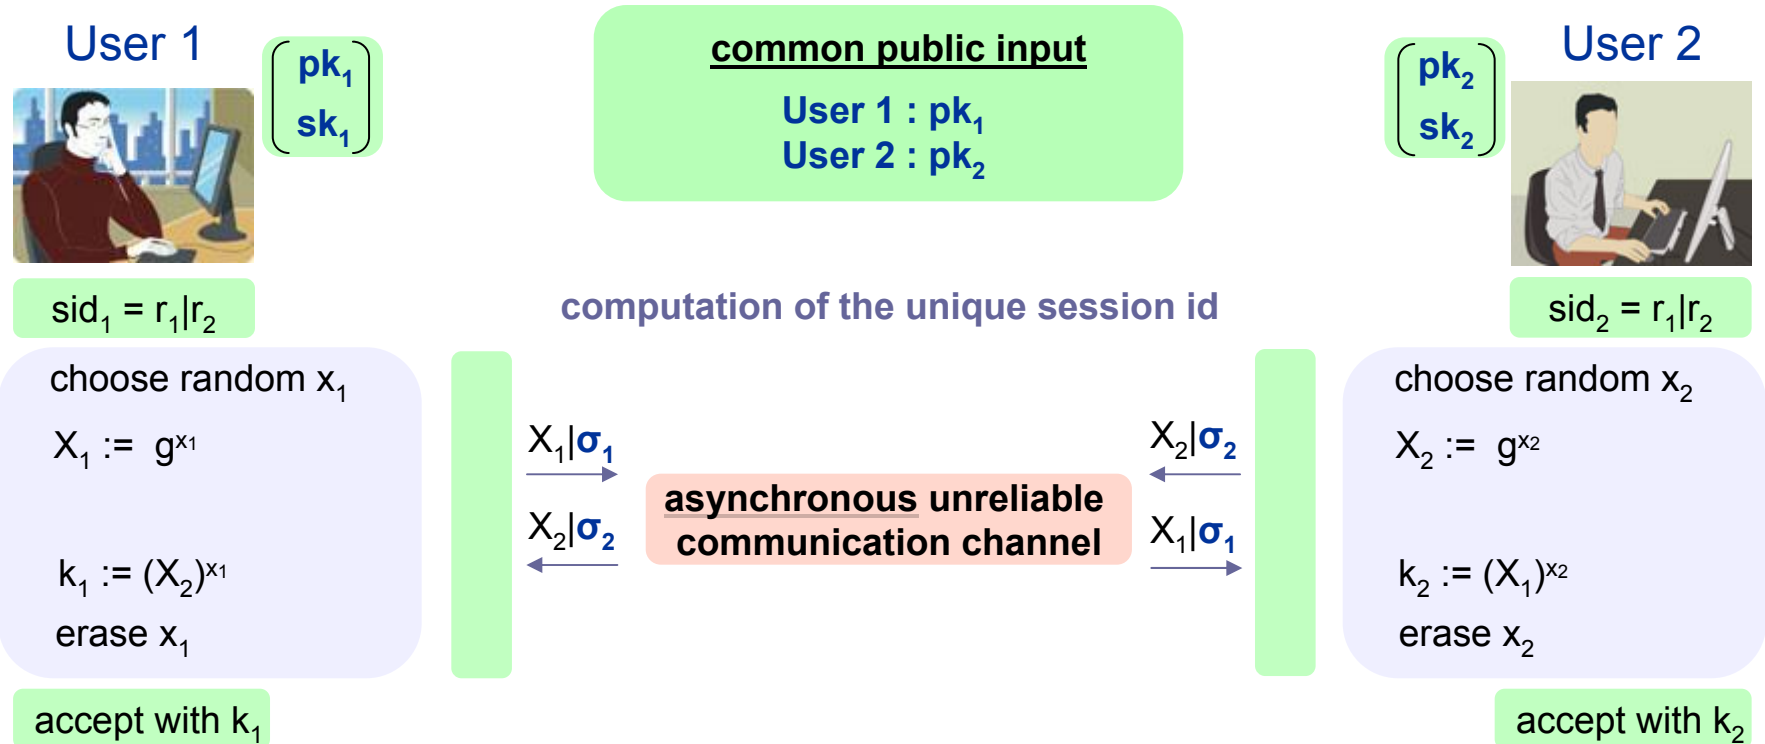 User 1
pk₁
sk₁
common public input
User 1 : pk₁
User 2 : pk₂
pk₂
sk₂
User 2
sid₁ = r₁|r₂
computation of the unique session id
sid₂ = r₁|r₂
choose random x₁
X₁ := g^x₁
k₁ := (X₂)^x₁
erase x₁
accept with k₁
X₁|σ₁
X₂|σ₂
asynchronous unreliable
communication channel
X₂|σ₂
X₁|σ₁
choose random x₂
X₂ := g^x₂
k₂ := (X₁)^x₂
erase x₂
accept with k₂